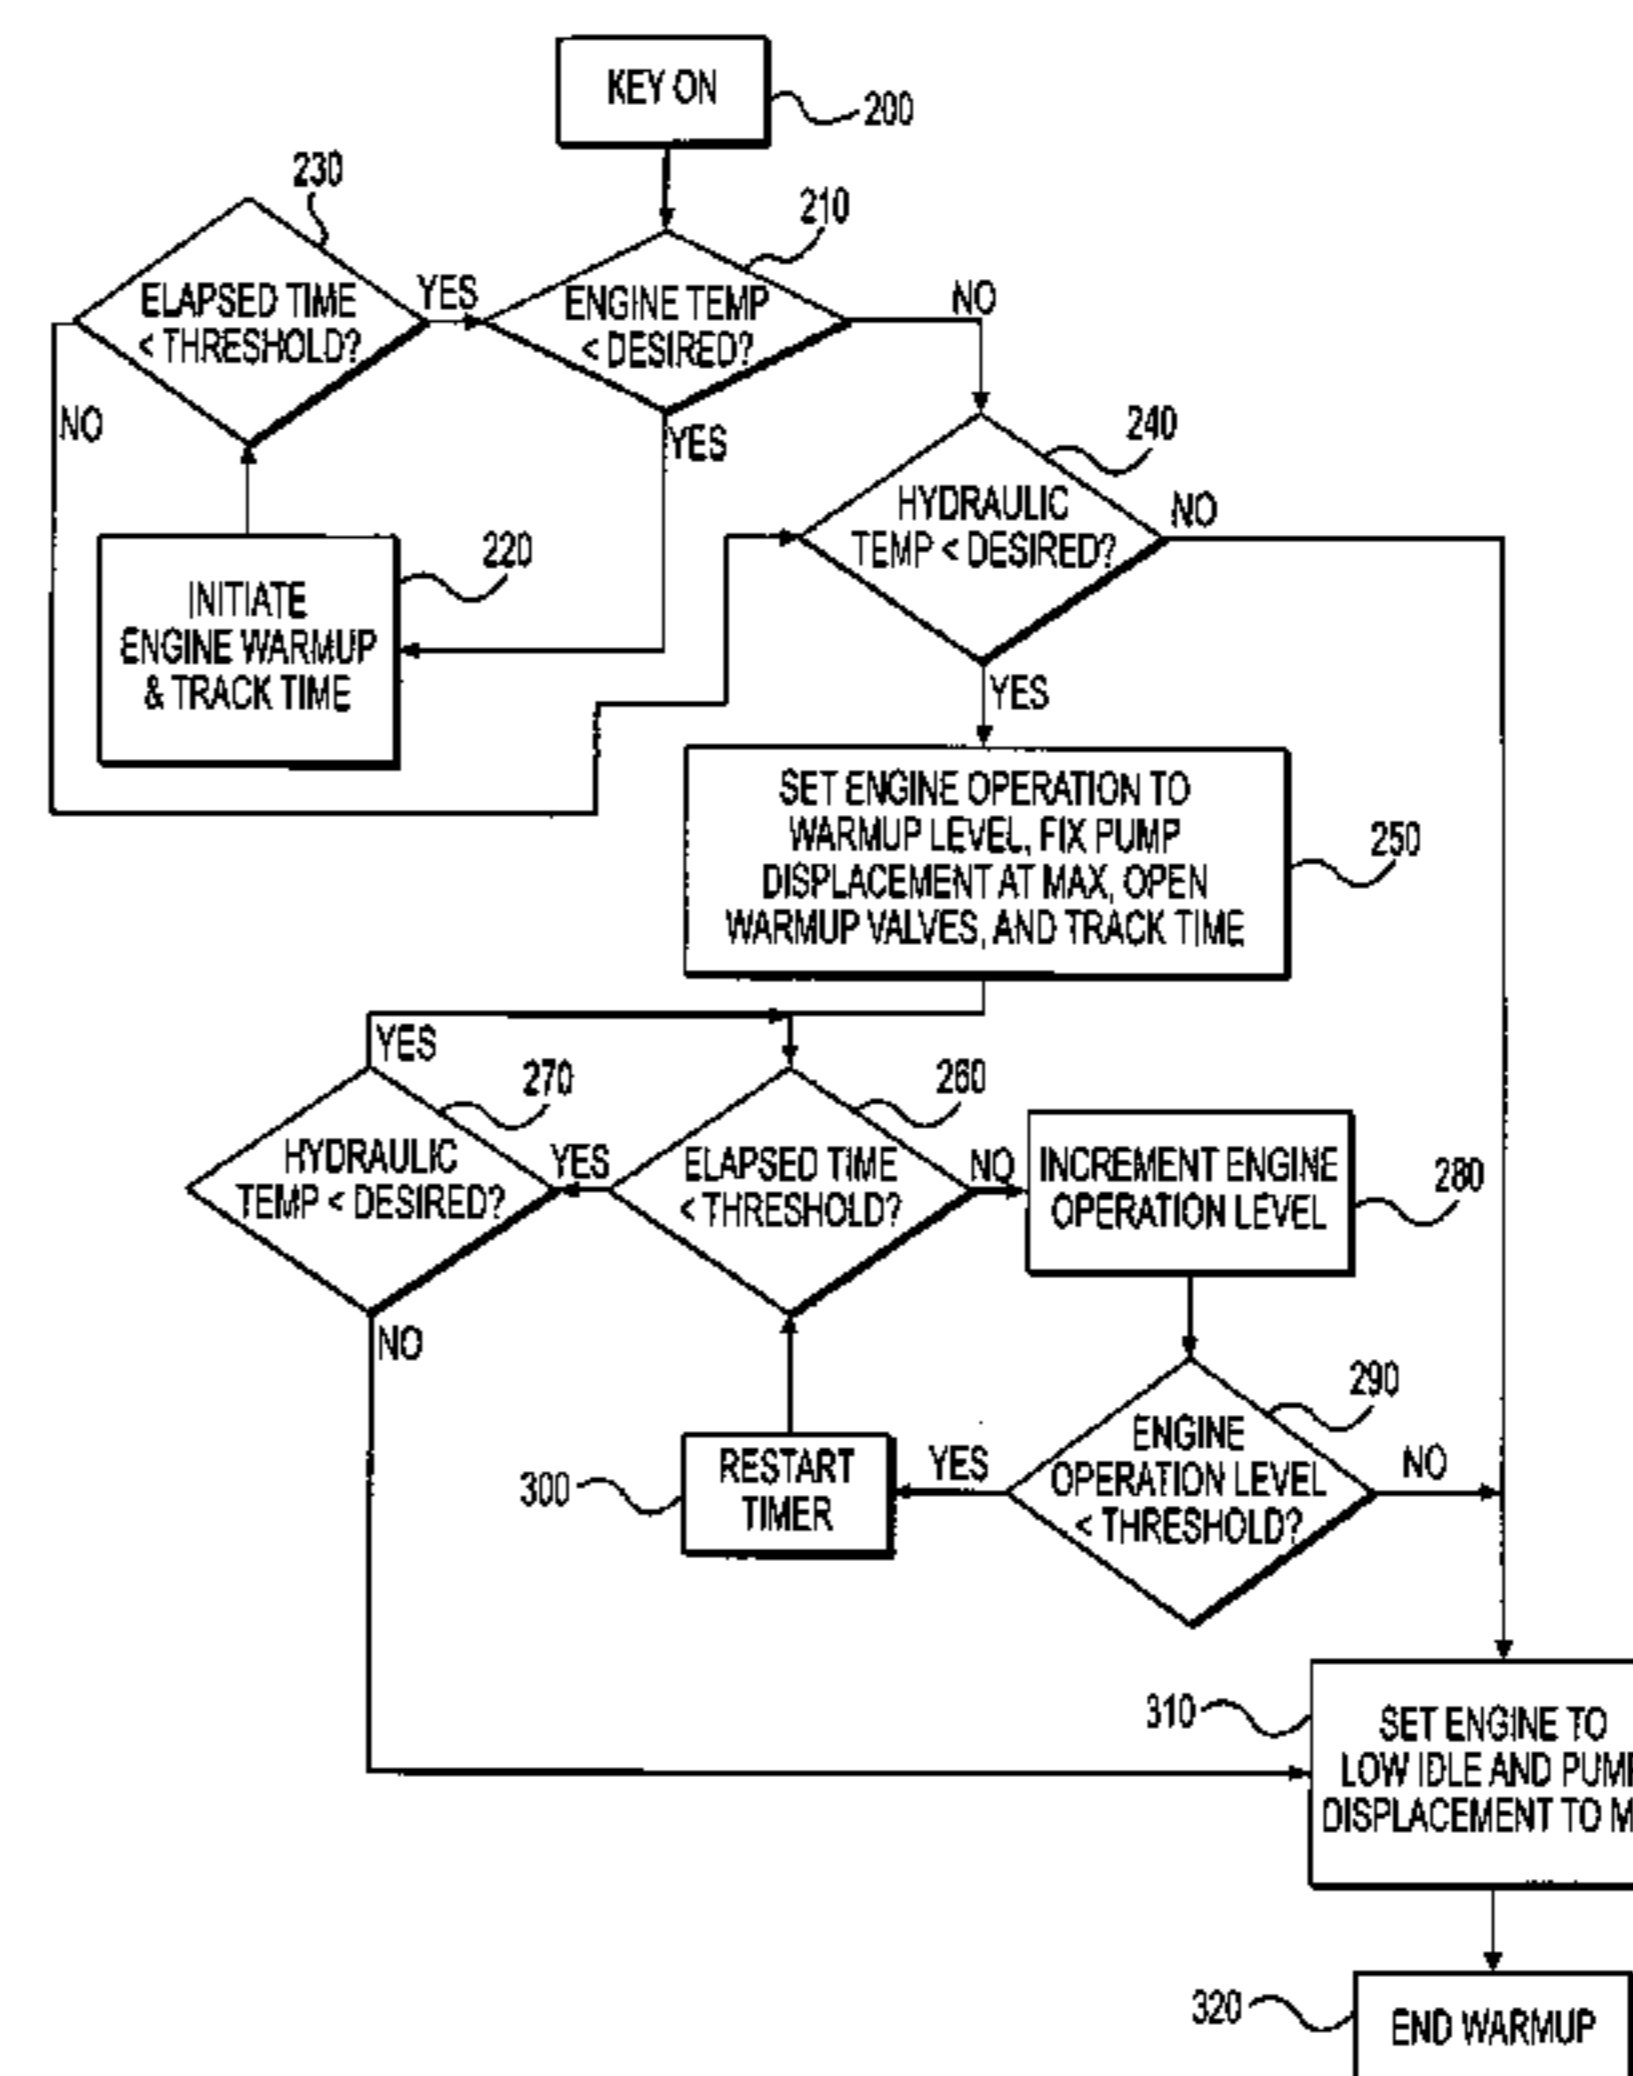 KEY ON
200
230
210
ELAPSED TIME
< THRESHOLD?
YES
ENGINE TEMP
< DESIRED?
NO
NO
YES
240
HYDRAULIC
TEMP < DESIRED?
NO
220
INITIATE
ENGINE WARMUP
& TRACK TIME
YES
SET ENGINE OPERATION TO
WARMUP LEVEL, FIX PUMP
DISPLACEMENT AT MAX, OPEN
WARMUP VALVES, AND TRACK TIME
250
YES
270
260
HYDRAULIC
TEMP < DESIRED?
YES
ELAPSED TIME
< THRESHOLD?
NO
INCREMENT ENGINE
OPERATION LEVEL
280
NO
290
ENGINE
OPERATION LEVEL
< THRESHOLD?
YES
NO
300
RESTART
TIMER
310
SET ENGINE TO
LOW IDLE AND
DISPLACEMENT TO
320
END WARMUP